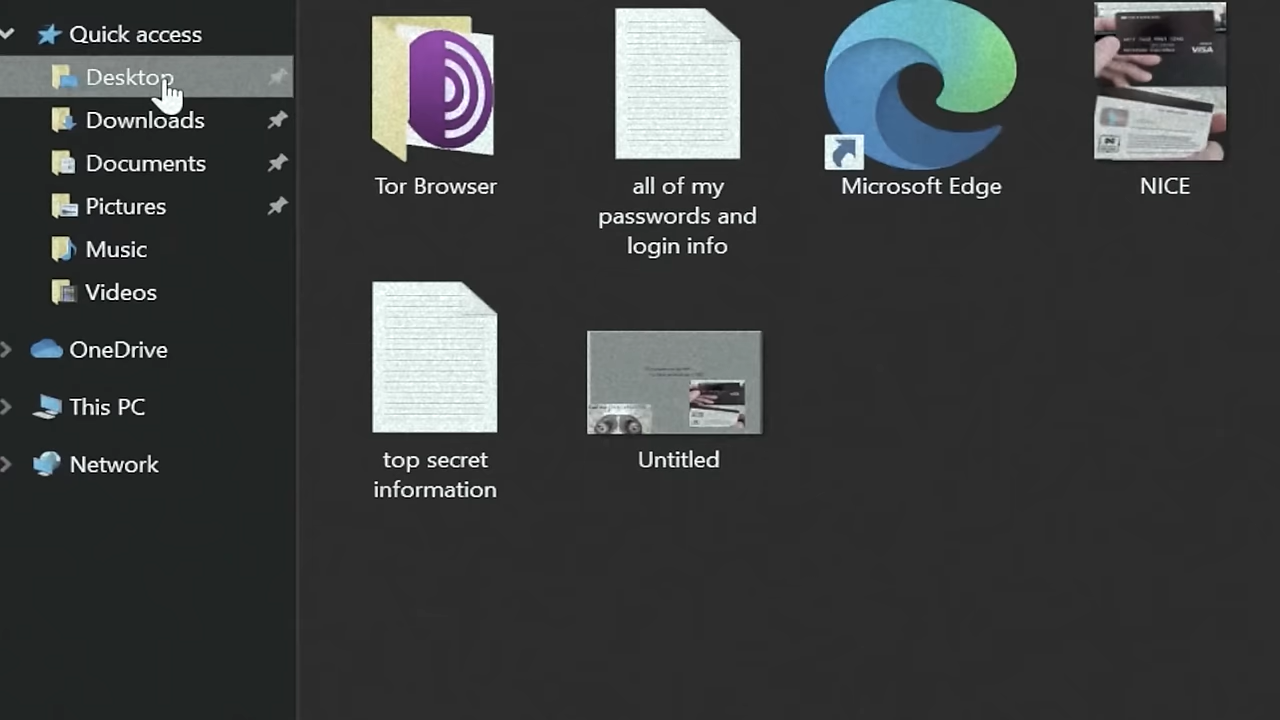 Quick access
Desktop
Downloads
Documents
Pictures
Music
Videos
OneDrive
This PC
Network
Tor Browser
all of my
passwords and
login info
Microsoft Edge
VISA
NICE
top secret
information
Untitled